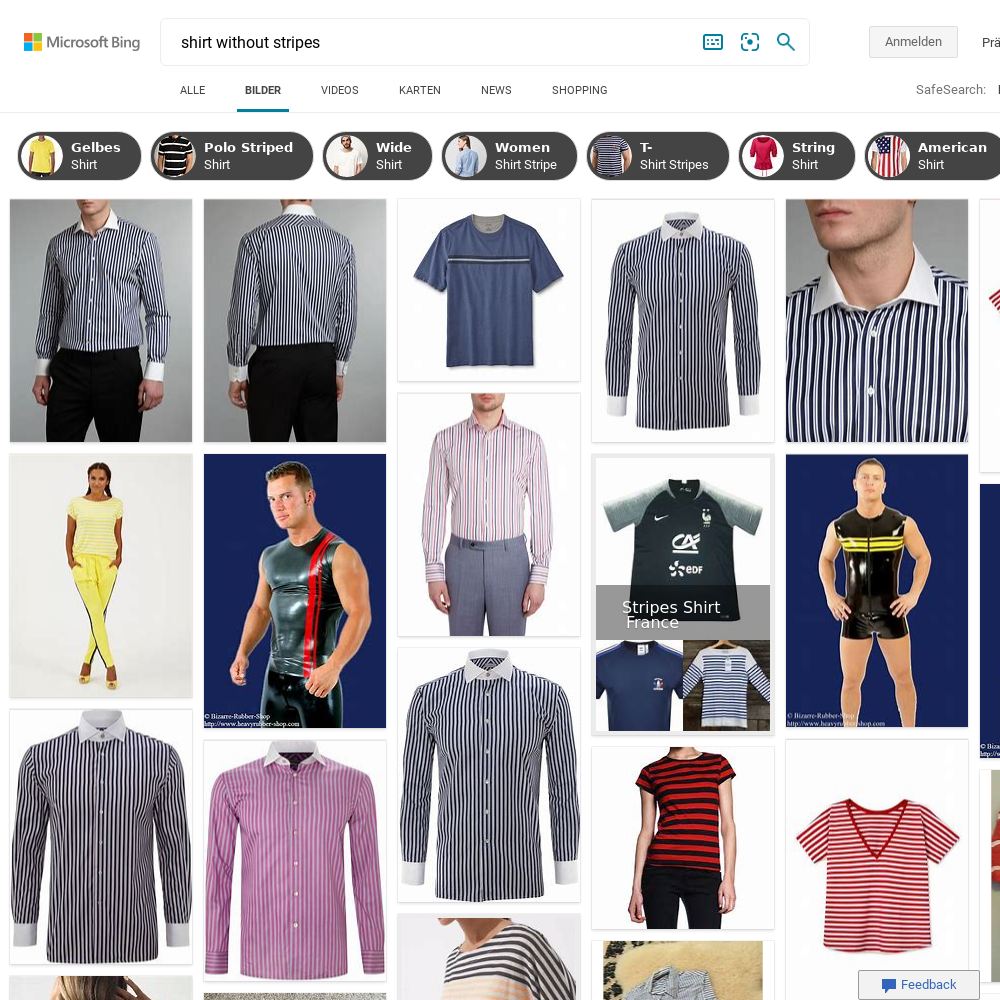 Microsoft Bing
shirt without stripes
Anmelden
Prä
ALLE
BILDER
VIDEOS
KARTEN
NEWS
SHOPPING
SafeSearch:
Gelbes
Shirt
Polo Striped
Shirt
Wide
Shirt
Women
Shirt Stripe
T-
Shirt Stripes
String
Shirt
American
Shirt
CA
EDF
Stripes Shirt
France
© Bizarre-Rubber-Shop
http://www.heavyrubber-shop.com
© Bizarre-Rubber-Shop
http://www.heavyrubber-shop.com
Feedback